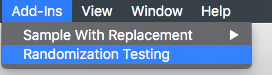 Add-Ins View Window Help
Sample With Replacement
Randomization Testing